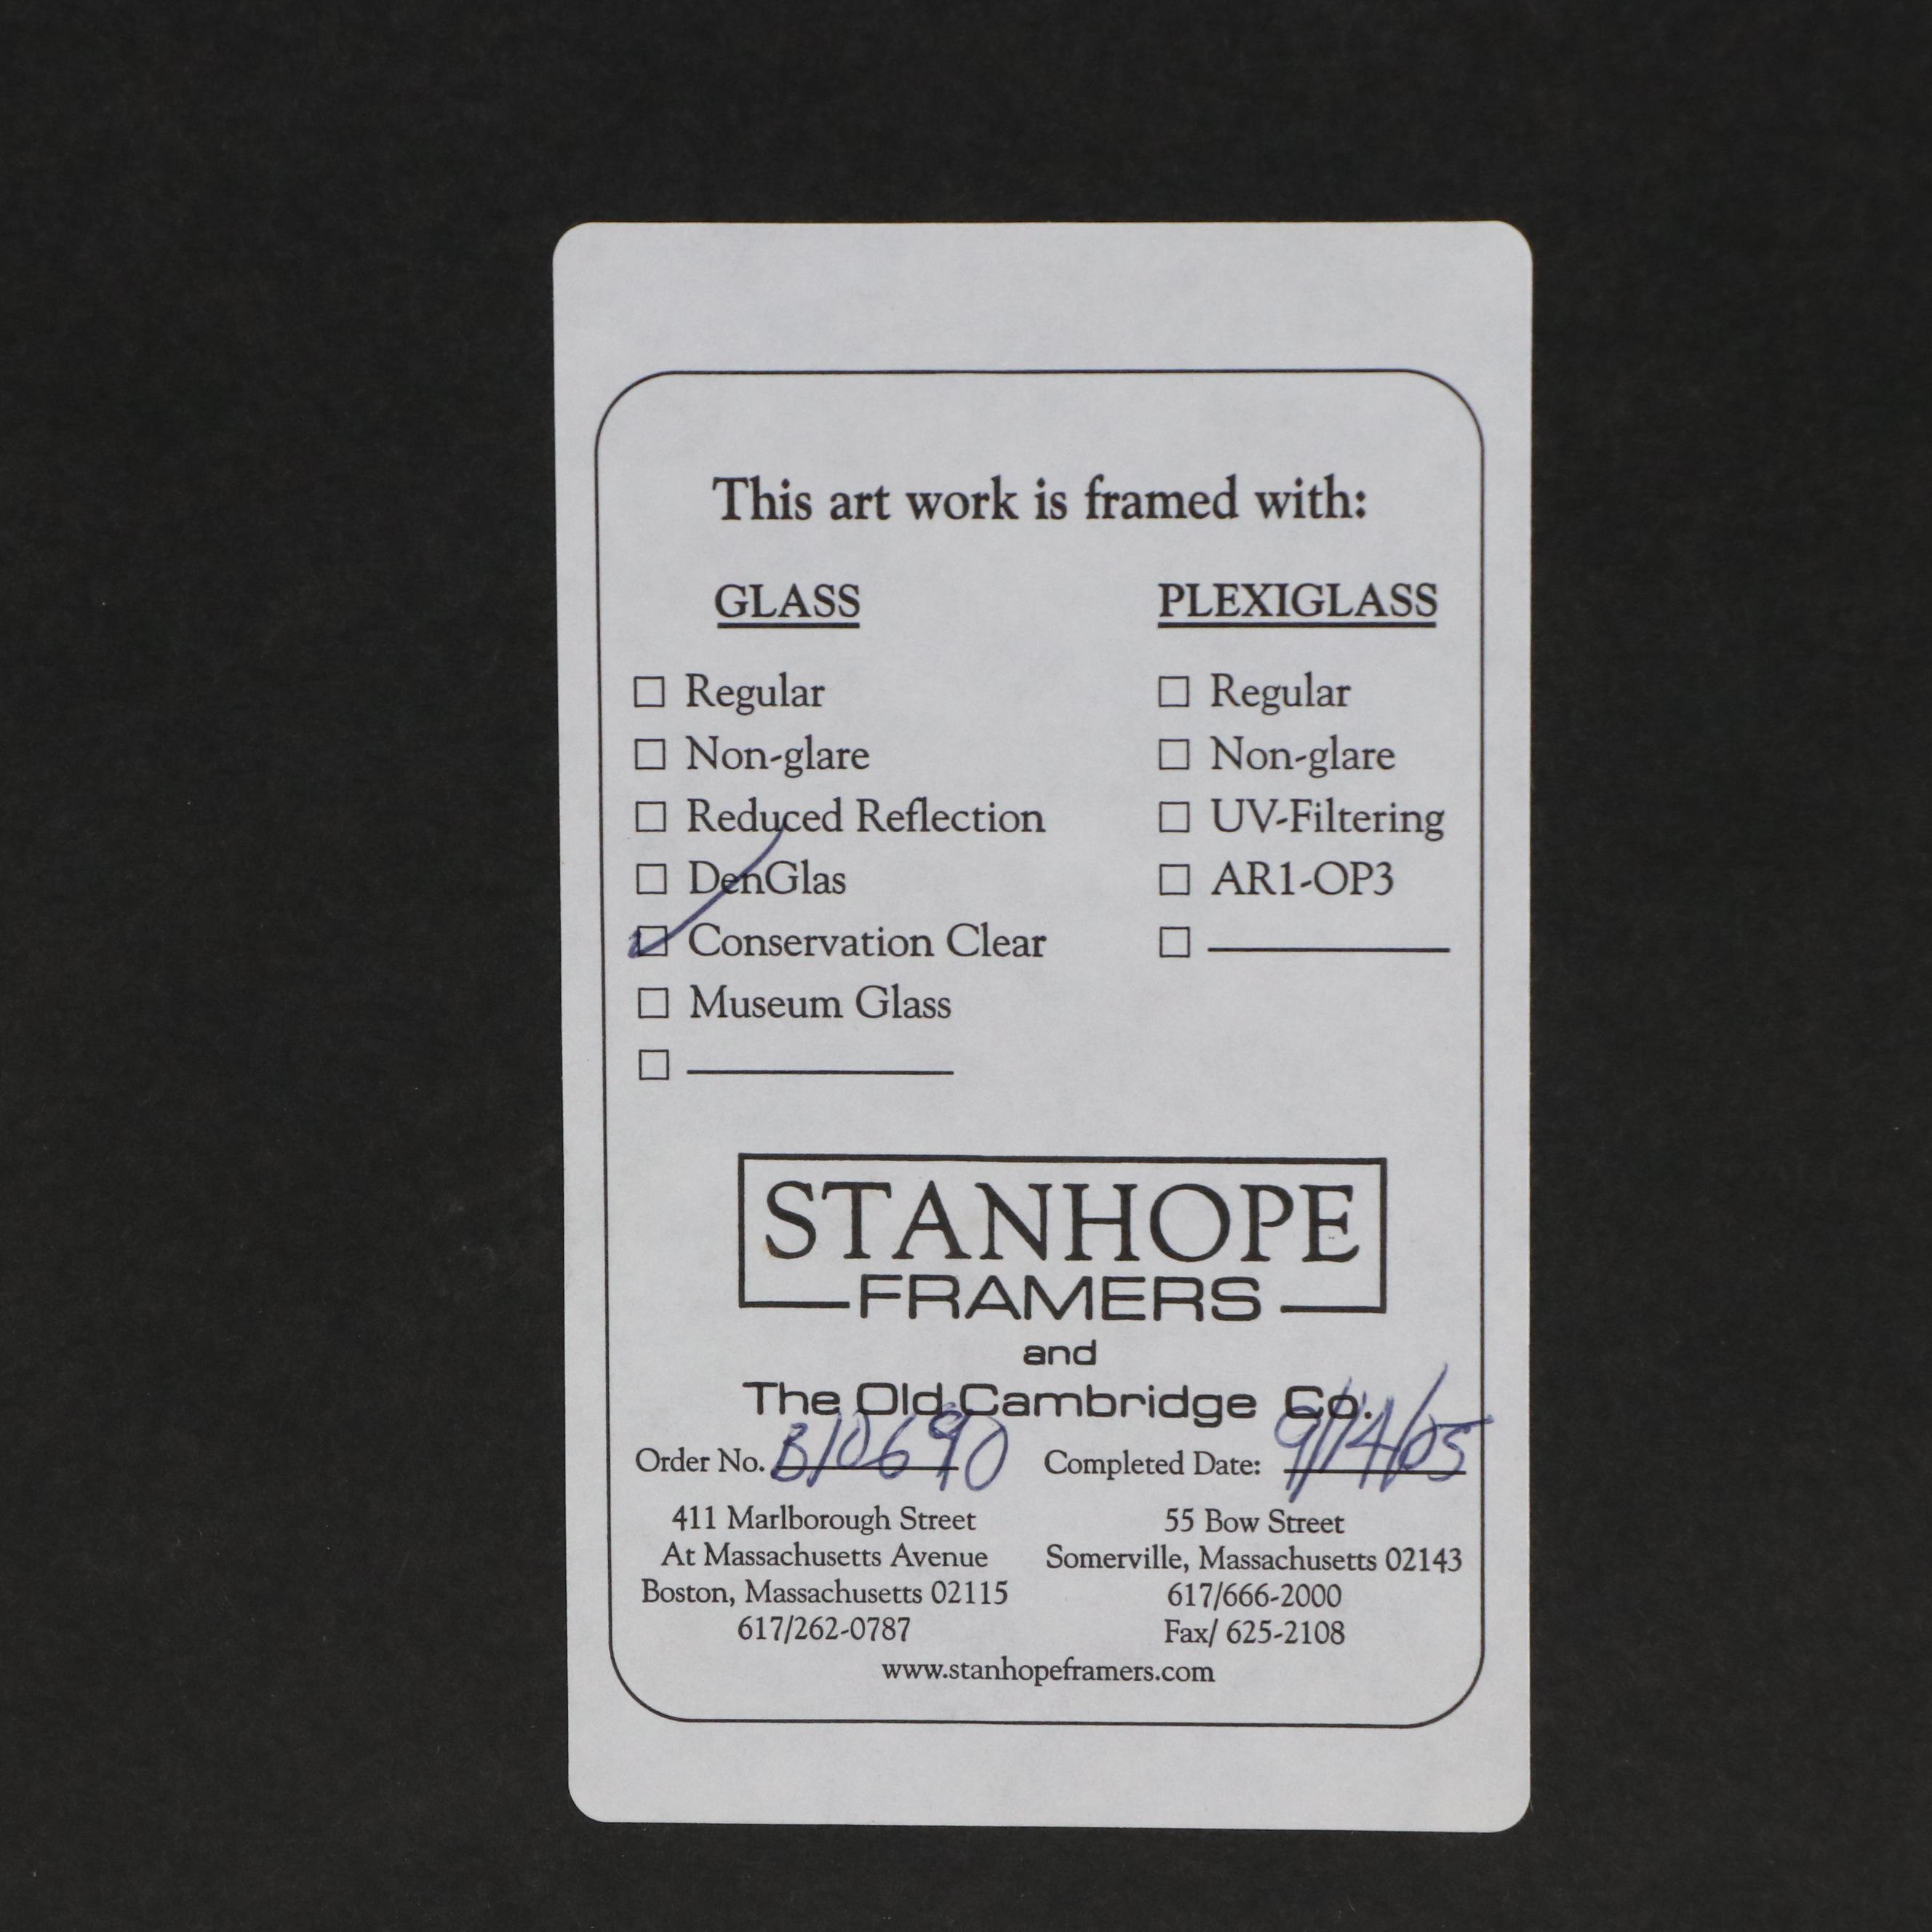 This art work is framed with:
GLASS
☐ Regular
☐ Non-glare
☐ Reduced Reflection
☐ DenGlas
☑ Conservation Clear
☐ Museum Glass
☐ ____________
PLEXIGLASS
☐ Regular
☐ Non-glare
☐ UV-Filtering
☐ AR1-OP3
☐ ____________
STANHOPE
FRAMERS
and
The Old Cambridge Co.
Order No. B10690
Completed Date: 9/14/05
411 Marlborough Street
At Massachusetts Avenue
Boston, Massachusetts 02115
617/262-0787
55 Bow Street
Somerville, Massachusetts 02143
617/666-2000
Fax/ 625-2108
www.stanhopeframers.com